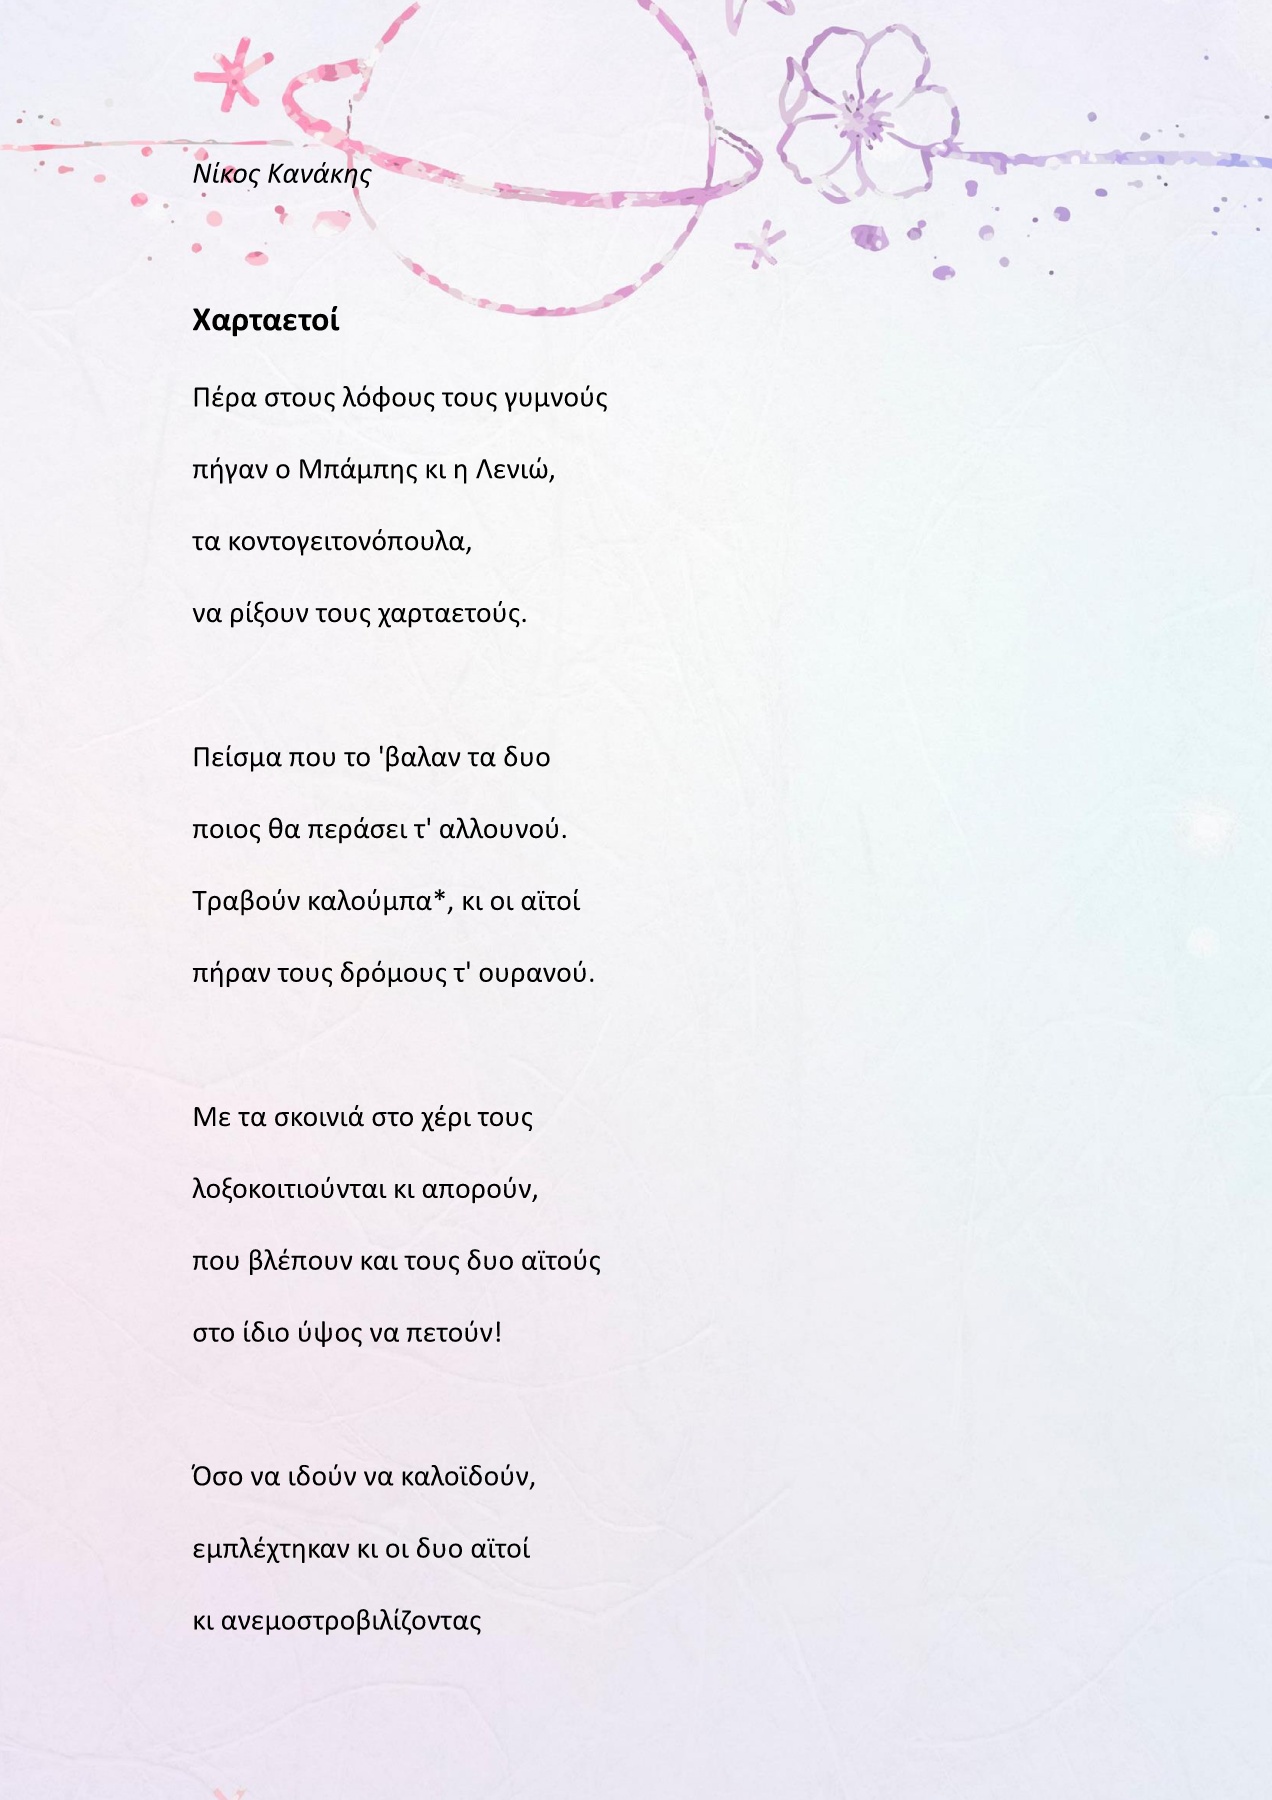 Νίκος Κανάκης
Χαρταετοί
Πέρα στους λόφους τους γυμνούς
πήγαν ο Μπάμπης κι η Λενιώ,
τα κοντογειτονόπουλα,
να ρίξουν τους χαρταετούς.
Πείσμα που το 'βαλαν τα δυο
ποιος θα περάσει τ' αλλουνού.
Τραβούν καλούμπα*, κι οι αϊτοί
πήραν τους δρόμους τ' ουρανού.
Με τα σκοινιά στο χέρι τους
λοξοκοιτιούνται κι απορούν,
που βλέπουν και τους δυο αϊτούς
στο ίδιο ύψος να πετούν!
Όσο να ιδούν να καλοϊδούν,
εμπλέχτηκαν κι οι δυο αϊτοί
κι ανεμοστροβιλίζοντας